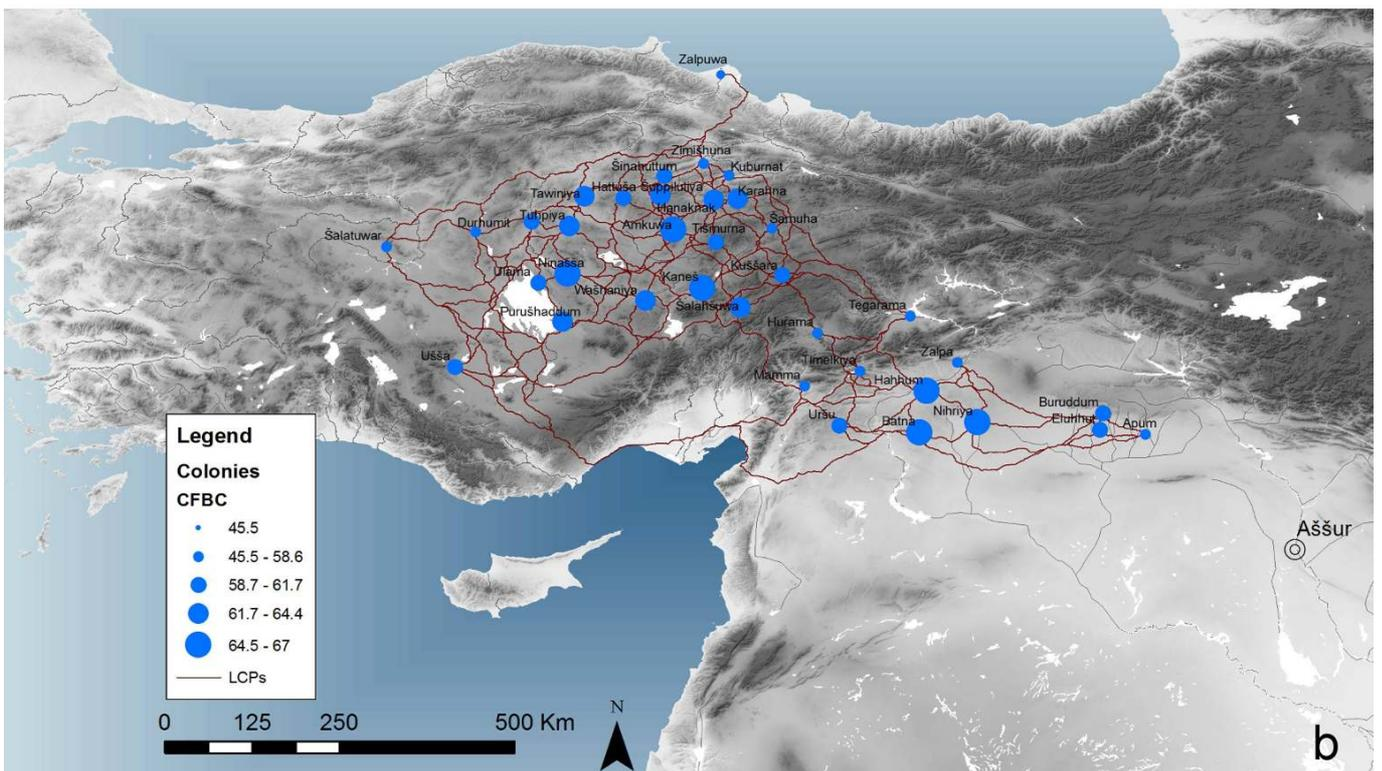 Zalpuwa
Zimišhuna
Šinahuttum
Kuburnat
Tawiniya
Hattuša
Šuppiluliya
Karahna
Hanaknak
Durhumit
Tuhpiya
Amkuwa
Tišmurna
Šamuha
Šalatuwar
Ninašša
Kaneš
Kuššara
Ulama
Wašhaniya
Šalahšuwa
Tegarama
Purušhaddum
Hurama
Ušša
Timelkiya
Zalpa
Mamma
Hahhum
Uršu
Batna
Nihriya
Buruddum
Eluhhut
Apum
Aššur
Legend
Colonies
CFBC
45.5
45.5 - 58.6
58.7 - 61.7
61.7 - 64.4
64.5 - 67
LCPs
0 125 250 500 Km
N
b